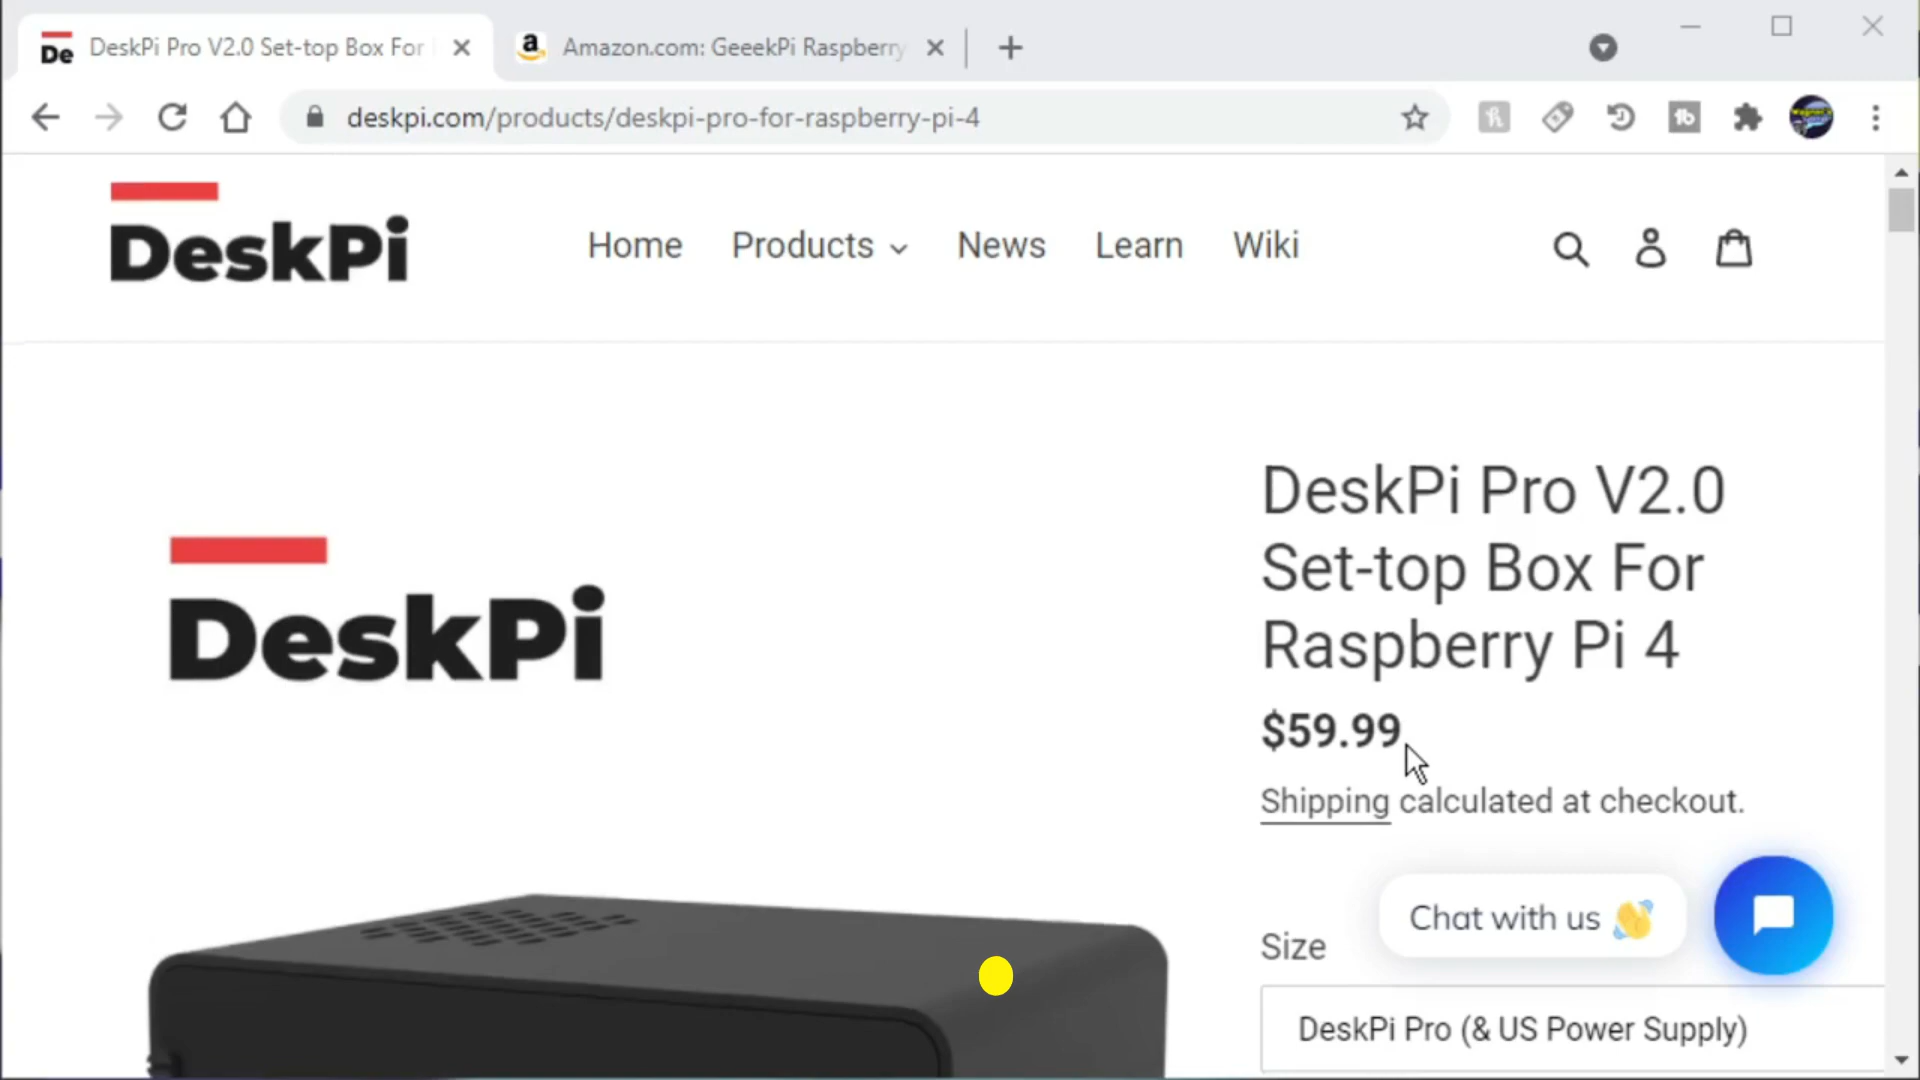 De DeskPi Pro V2.0 Set-top Box For
a Amazon.com: GeeekPi Raspberry
deskpi.com/products/deskpi-pro-for-raspberry-pi-4
DeskPi
Home Products News Learn Wiki
DeskPi
DeskPi Pro V2.0
Set-top Box For
Raspberry Pi 4
$59.99
Shipping calculated at checkout.
Chat with us 👋
Size
DeskPi Pro (& US Power Supply)